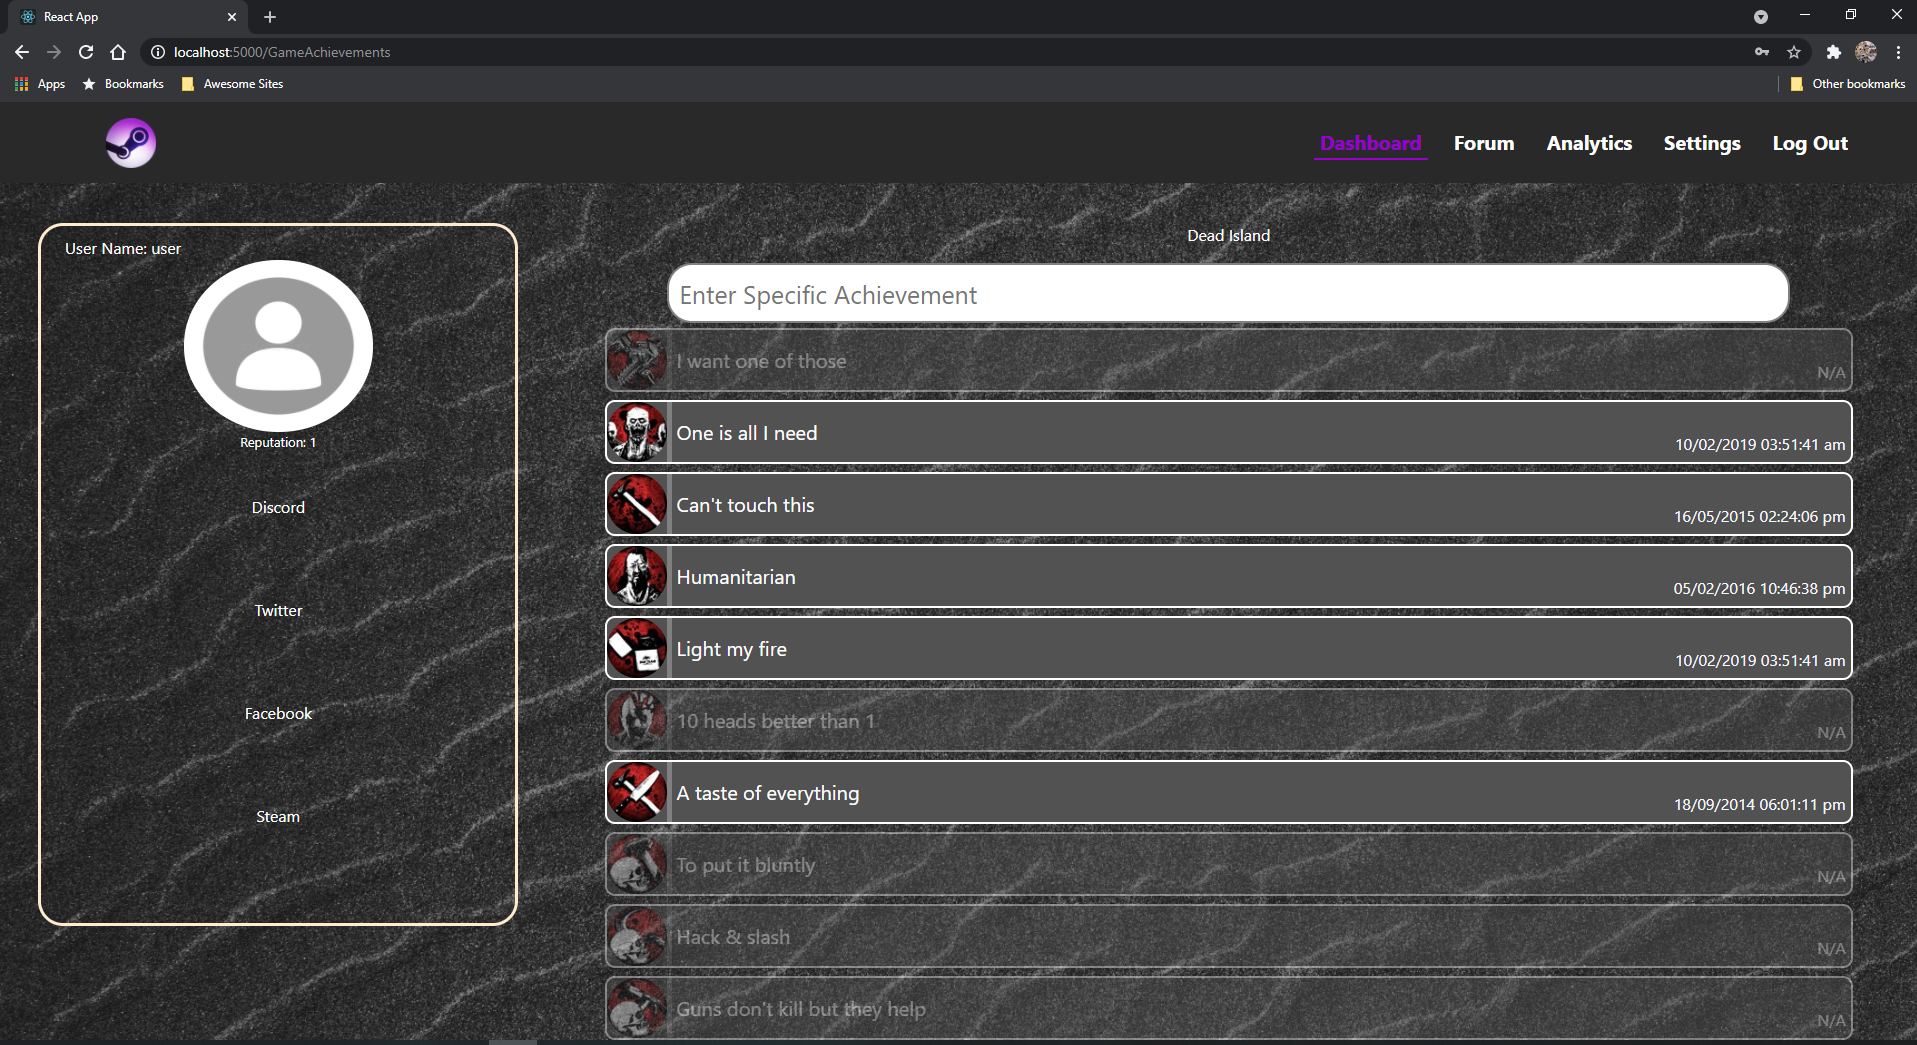 React App
localhost:5000/GameAchievements
Apps Bookmarks Awesome Sites Other bookmarks
Dashboard Forum Analytics Settings Log Out
User Name: user
Reputation: 1
Discord
Twitter
Facebook
Steam
Dead Island
Enter Specific Achievement
I want one of those
N/A
One is all I need
10/02/2019 03:51:41 am
Can't touch this
16/05/2015 02:24:06 pm
Humanitarian
05/02/2016 10:46:38 pm
Light my fire
10/02/2019 03:51:41 am
10 heads better than 1
N/A
A taste of everything
18/09/2014 06:01:11 pm
To put it bluntly
N/A
Hack & slash
N/A
Guns don't kill but they help
N/A